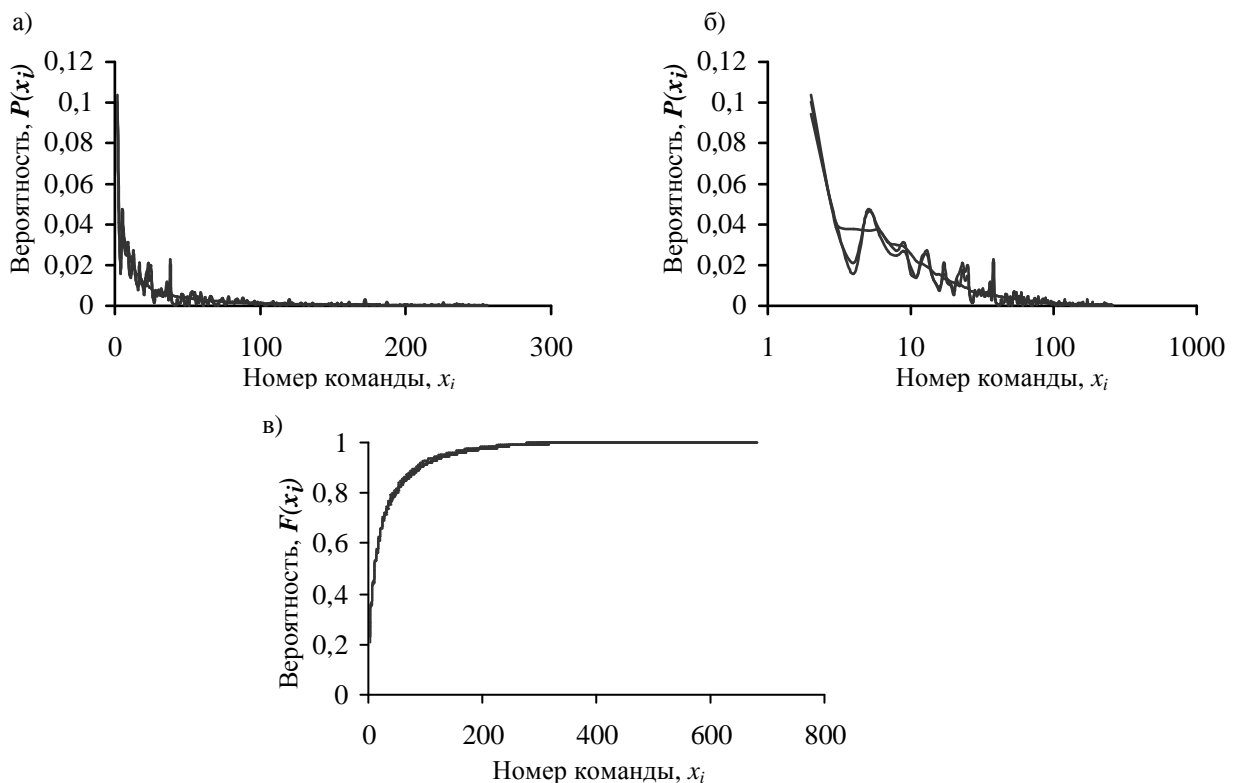 а)
Вероятность, P(xi)
0,12
0,1
0,08
0,06
0,04
0,02
0
0 100 200 300
Номер команды, xi
б)
Вероятность, P(xi)
0,12
0,1
0,08
0,06
0,04
0,02
0
1 10 100 1000
Номер команды, xi
в)
Вероятность, F(xi)
1
0,8
0,6
0,4
0,2
0
0 200 400 600 800
Номер команды, xi